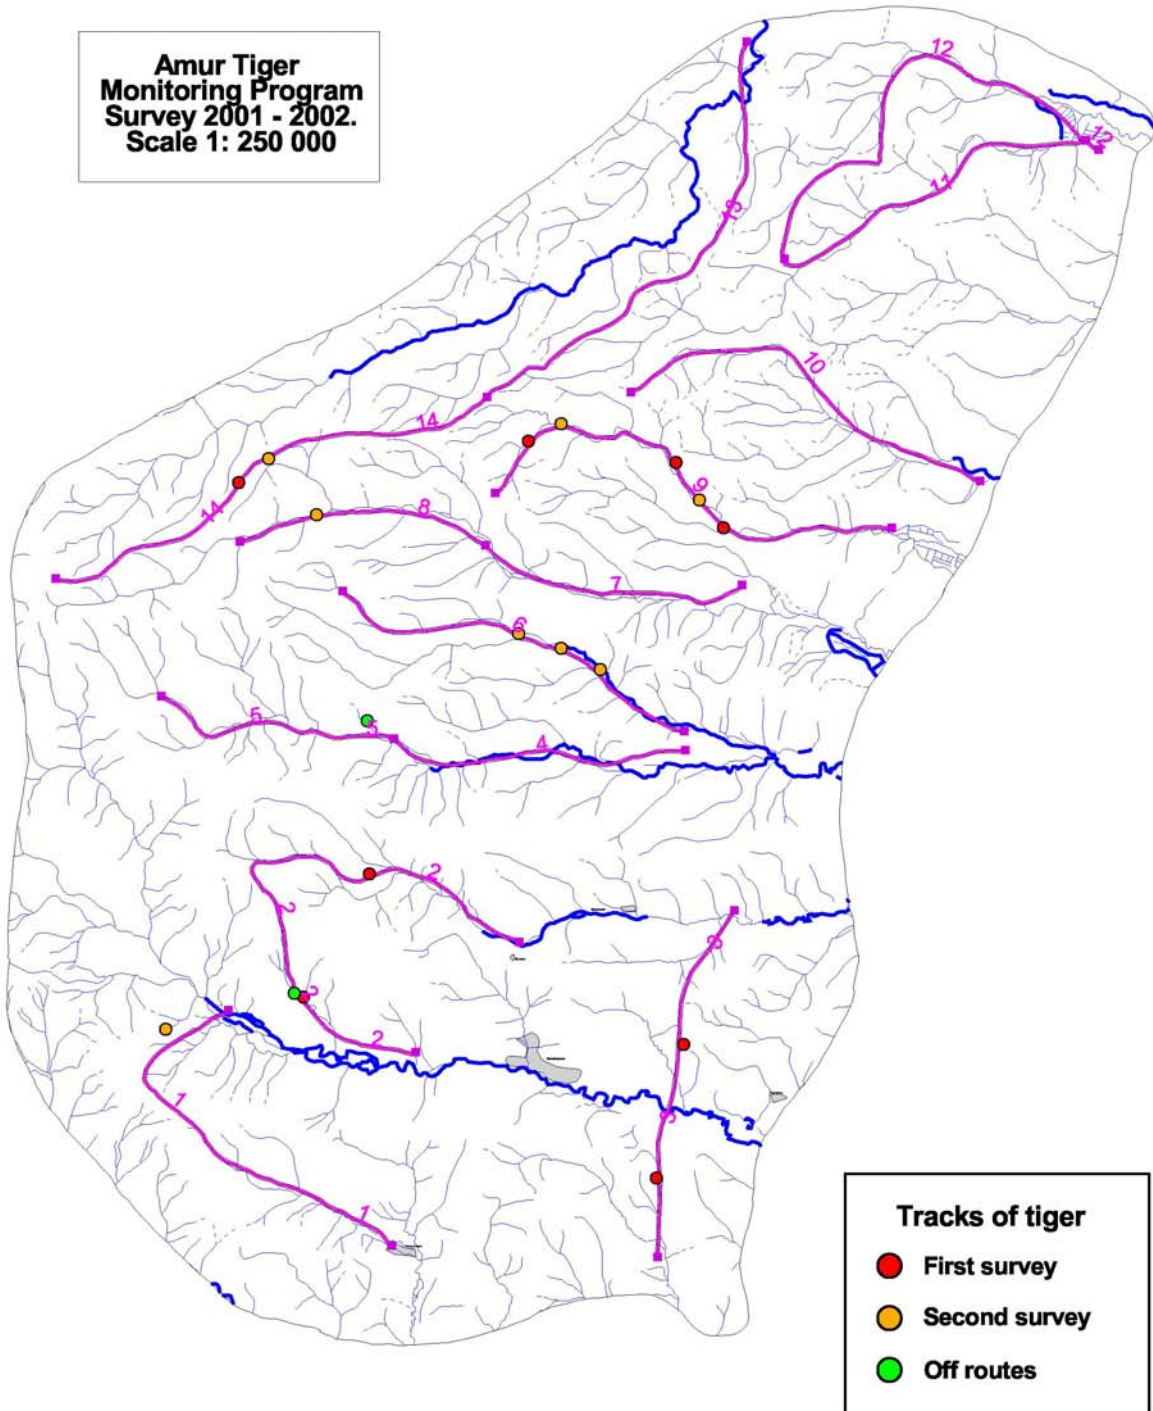 Amur Tiger
Monitoring Program
Survey 2001 - 2002.
Scale 1: 250 000
12
12
13
11
10
14
9
14
8
7
6
5
5
4
2
2
3
2
2
1
3
1
Tracks of tiger
First survey
Second survey
Off routes